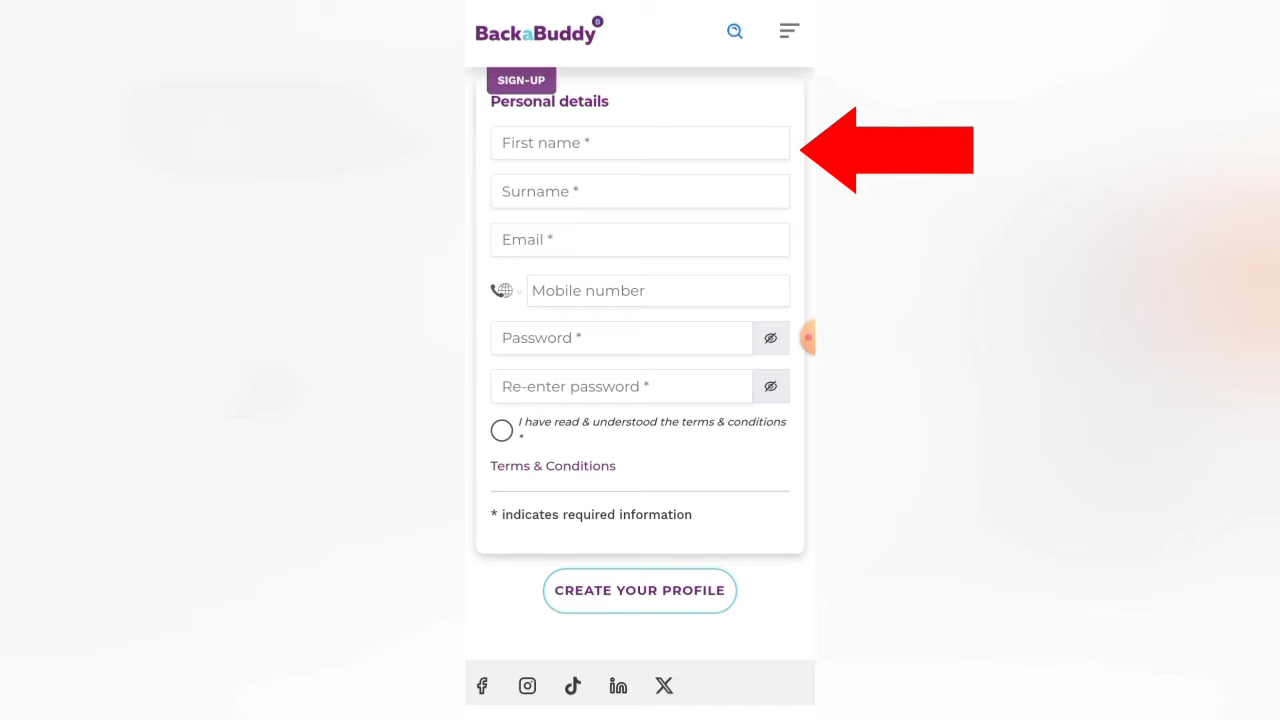 BackaBuddy B
SIGN-UP
Personal details
First name *
Surname *
Email *
Mobile number
Password *
Re-enter password *
I have read & understood the terms & conditions
*
Terms & Conditions
* indicates required information
CREATE YOUR PROFILE